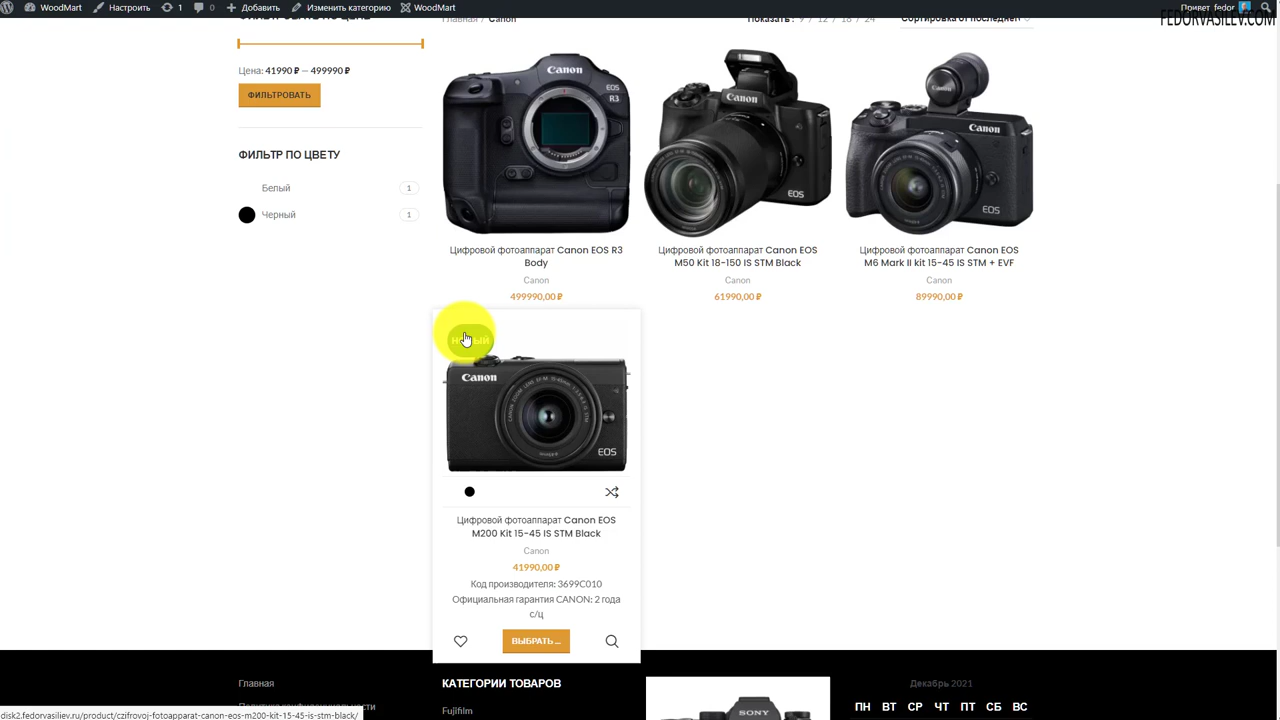 WoodMart Настроить 1 0 Добавить Изменить категорию WoodMart Привет, fedor
FEDORVASILEV.COM
ФИЛЬТРОВАТЬ ПО ЦЕНЕ
Главная / Canon
Показать : 9 / 12 / 18 / 24
Цена: 41990 ₽ — 499990 ₽
ФИЛЬТРОВАТЬ
ФИЛЬТР ПО ЦВЕТУ
Белый 1
Черный 1
Canon
EOS
R3
Цифровой фотоаппарат Canon EOS R3
Body
Canon
499990,00 ₽
Canon
EOS
Цифровой фотоаппарат Canon EOS
M50 Kit 18-150 IS STM Black
Canon
61990,00 ₽
Canon
Canon
EOS
Цифровой фотоаппарат Canon EOS
M6 Mark II kit 15-45 IS STM + EVF
Canon
89990,00 ₽
НОВЫЙ
Canon
EOS
Цифровой фотоаппарат Canon EOS
M200 Kit 15-45 IS STM Black
Canon
41990,00 ₽
Код производителя: 3699C010
Официальная гарантия CANON: 2 года
с/ц
ВЫБРАТЬ ...
Главная
КАТЕГОРИИ ТОВАРОВ
Fujifilm
Декабрь 2021
ПН ВТ СР ЧТ ПТ СБ ВС
disk2.fedorvasiliev.ru/product/czifrovoj-fotoapparat-canon-eos-m200-kit-15-45-is-stm-black/